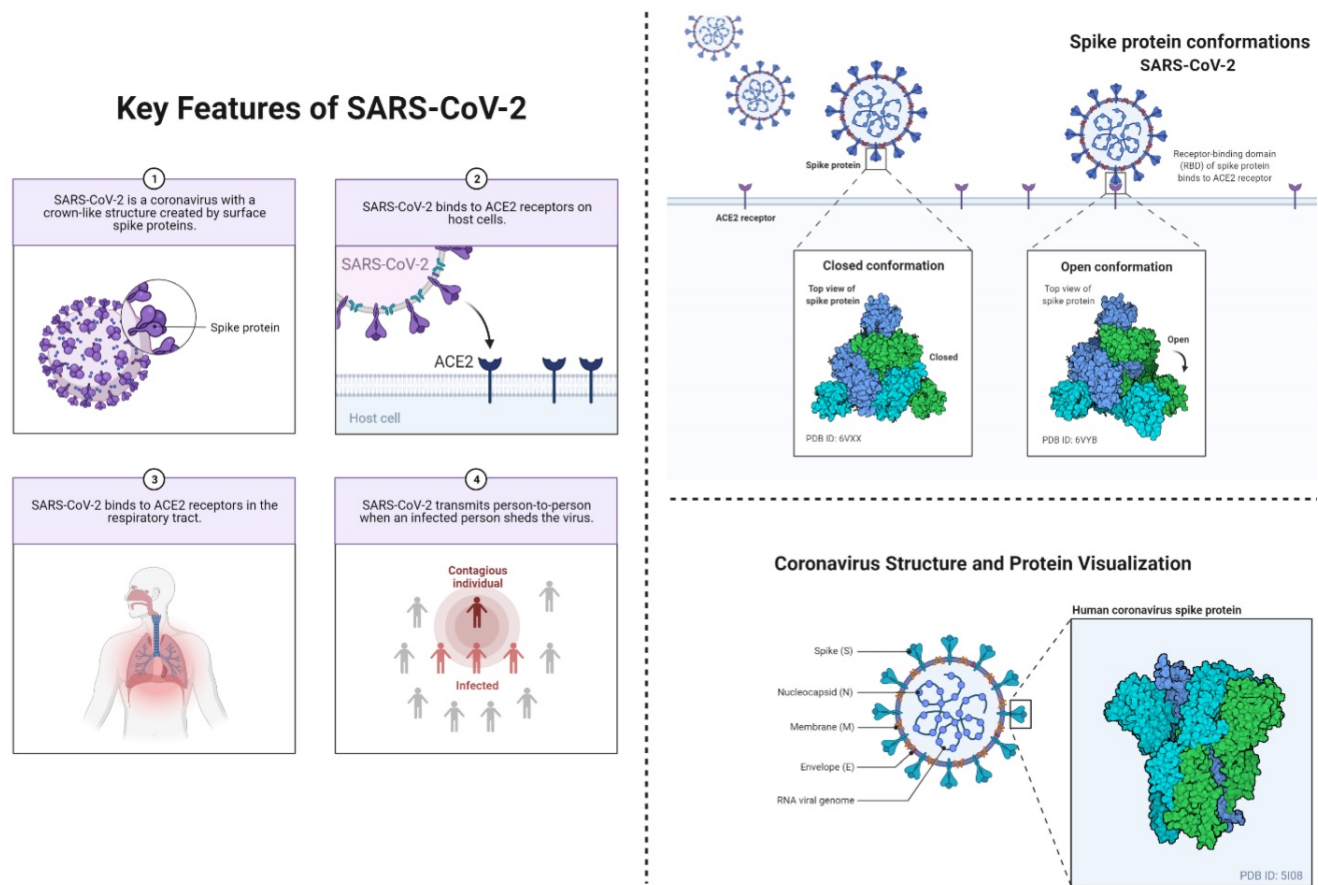 Key Features of SARS-CoV-2
1
SARS-CoV-2 is a coronavirus with a
crown-like structure created by surface
spike proteins.
Spike protein
2
SARS-CoV-2 binds to ACE2 receptors on
host cells.
SARS-CoV-2
ACE2
Host cell
3
SARS-CoV-2 binds to ACE2 receptors in the
respiratory tract.
4
SARS-CoV-2 transmits person-to-person
when an infected person sheds the virus.
Contagious
individual
Infected
Spike protein conformations
SARS-CoV-2
Spike protein
Receptor-binding domain
(RBD) of spike protein
binds to ACE2 receptor
ACE2 receptor
Closed conformation
Top view of
spike protein
Closed
PDB ID: 6VXX
Open conformation
Top view of
spike protein
Open
PDB ID: 6VYB
Coronavirus Structure and Protein Visualization
Spike (S)
Nucleocapsid (N)
Membrane (M)
Envelope (E)
RNA viral genome
Human coronavirus spike protein
PDB ID: 5I08